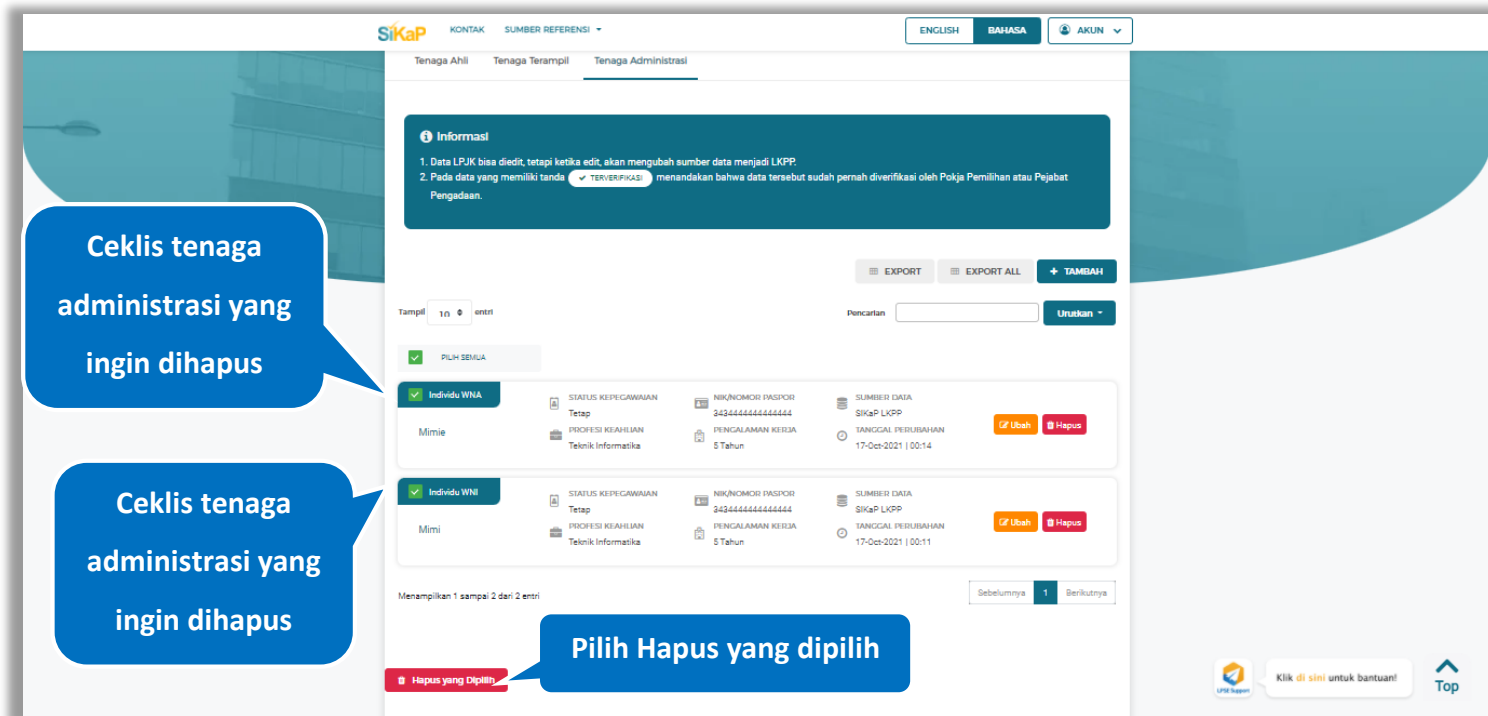 SiKaP KONTAK SUMBER REFERENSI ENGLISH BAHASA AKUN
Tenaga Ahli Tenaga Terampil Tenaga Administrasi
Informasi
1. Data LPJK bisa diedit, tetapi ketika edit, akan mengubah sumber data menjadi LKPP.
2. Pada data yang memiliki tanda TERVERIFIKASI menandakan bahwa data tersebut sudah pernah diverifikasi oleh Pokja Pemilihan atau Pejabat
Pengadaan.
Ceklis tenaga
administrasi yang
ingin dihapus
EXPORT EXPORT ALL + TAMBAH
Tampil 10 entri Pencarian Urutkan
PILIH SEMUA
Individu WNA
Mimie
STATUS KEPEGAWAIAN
Tetap
PROFESI KEAHLIAN
Teknik Informatika
NIK/NOMOR PASPOR
3434444444444444
PENGALAMAN KERJA
5 Tahun
SUMBER DATA
SIKaP LKPP
TANGGAL PERUBAHAN
17-Oct-2021 | 00:14
Ubah Hapus
Ceklis tenaga
administrasi yang
ingin dihapus
Individu WNI
Mimi
STATUS KEPEGAWAIAN
Tetap
PROFESI KEAHLIAN
Teknik Informatika
NIK/NOMOR PASPOR
3434444444444444
PENGALAMAN KERJA
5 Tahun
SUMBER DATA
SIKaP LKPP
TANGGAL PERUBAHAN
17-Oct-2021 | 00:11
Ubah Hapus
Menampilkan 1 sampai 2 dari 2 entri
Sebelumnya 1 Berikutnya
Pilih Hapus yang dipilih
Hapus yang Dipilih
LPSE Support
Klik di sini untuk bantuan!
Top